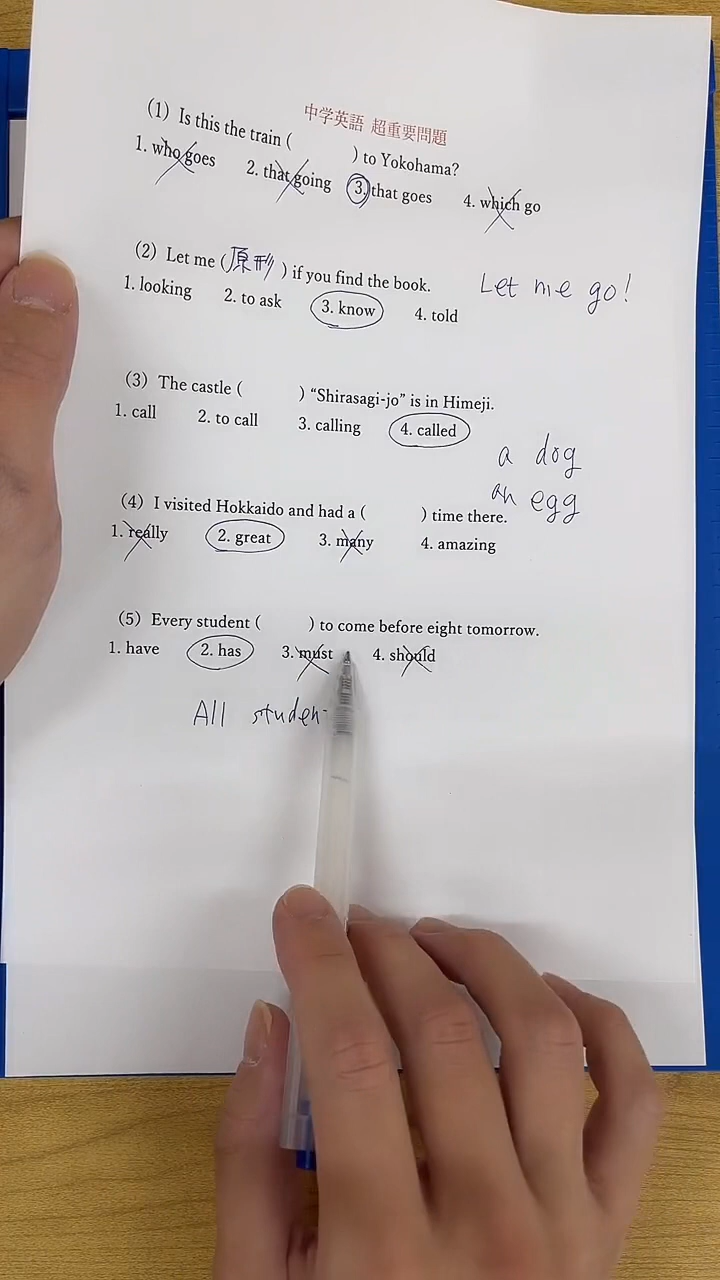 中学英語 超重要問題
(1) Is this the train ( ) to Yokohama?
1. who goes 2. that going 3. that goes 4. which go
(2) Let me (原形) if you find the book.
1. looking 2. to ask 3. know 4. told
Let me go!
(3) The castle ( ) “Shirasagi-jo” is in Himeji.
1. call 2. to call 3. calling 4. called
a dog
an egg
(4) I visited Hokkaido and had a ( ) time there.
1. really 2. great 3. many 4. amazing
(5) Every student ( ) to come before eight tomorrow.
1. have 2. has 3. must 4. should
All studen